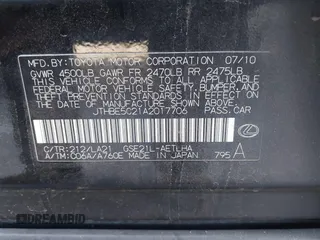 MFD. BY:TOYOTA MOTOR CORPORATION 07/10
GVWR 4500LB GAWR FR 2470LB RR 2475LB
THIS VEHICLE CONFORMS TO ALL APPLICABLE
FEDERAL MOTOR VEHICLE SAFETY, BUMPER,
AND THEFT PREVENTION STANDARDS IN EFFECT ON
THE DATE OF MANUFACTURE SHOWN ABOVE.
JTHBE5C21A2017706 PASS.CAR
C/TR:212/LA21 GSE21L-AETLHA
A/TM:C06A/A760E MADE IN JAPAN 795 A
AUTOBIDMASTER